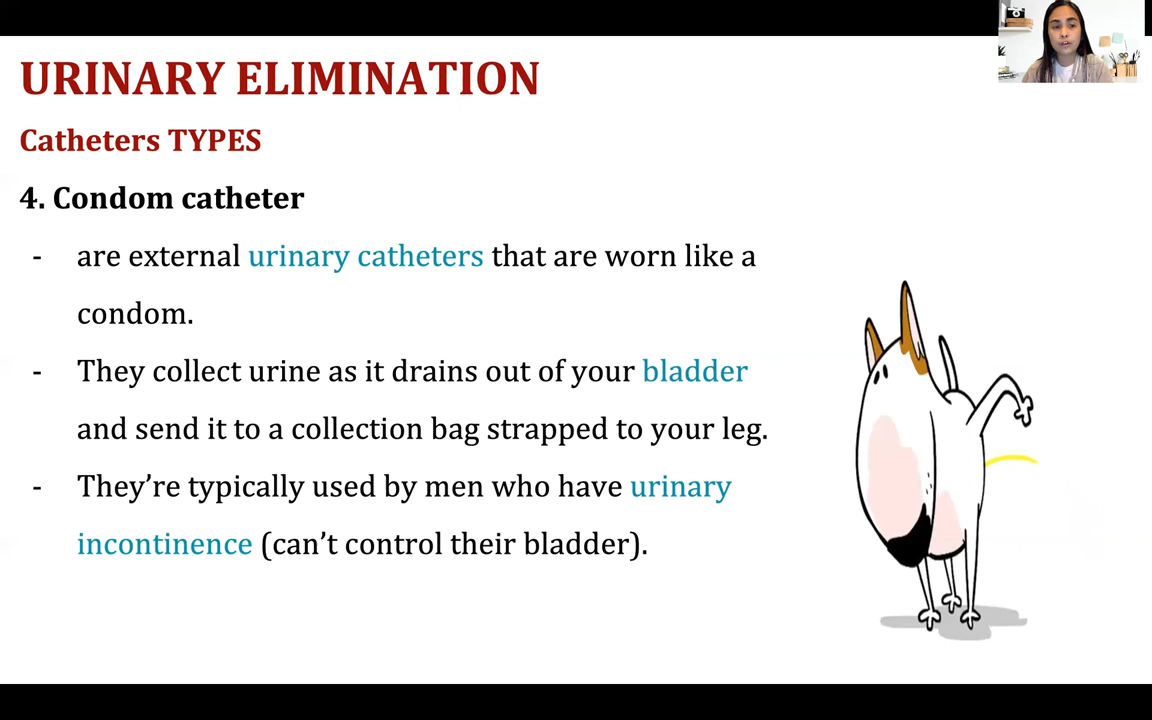 URINARY ELIMINATION
Catheters TYPES
4. Condom catheter
- are external urinary catheters that are worn like a
condom.
- They collect urine as it drains out of your bladder
and send it to a collection bag strapped to your leg.
- They’re typically used by men who have urinary
incontinence (can’t control their bladder).